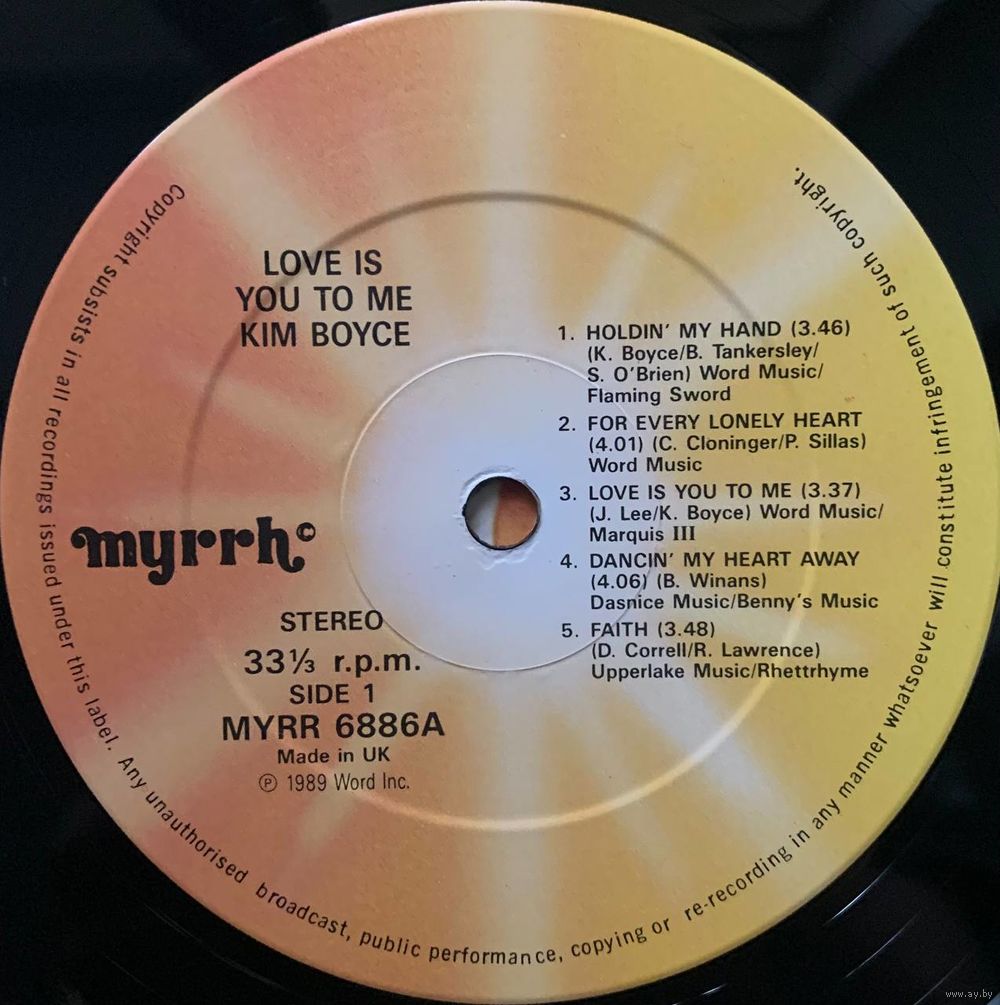 LOVE IS
YOU TO ME
KIM BOYCE
myrrh©
STEREO
33⅓ r.p.m.
SIDE 1
MYRR 6886A
Made in UK
℗ 1989 Word Inc.
1. HOLDIN' MY HAND (3.46)
(K. Boyce/B. Tankersley/
S. O'Brien) Word Music/
Flaming Sword
2. FOR EVERY LONELY HEART
(4.01) (C. Cloninger/P. Sillas)
Word Music
3. LOVE IS YOU TO ME (3.37)
(J. Lee/K. Boyce) Word Music/
Marquis III
4. DANCIN' MY HEART AWAY
(4.06) (B. Winans)
Dasnice Music/Benny's Music
5. FAITH (3.48)
(D. Correll/R. Lawrence)
Upperlake Music/Rhettrhyme
Copyright subsists in all recordings issued under this label. Any unauthorised broadcast, public performance, copying or re-recording in any manner whatsoever will constitute infringement of such copyright.
www.ay.by